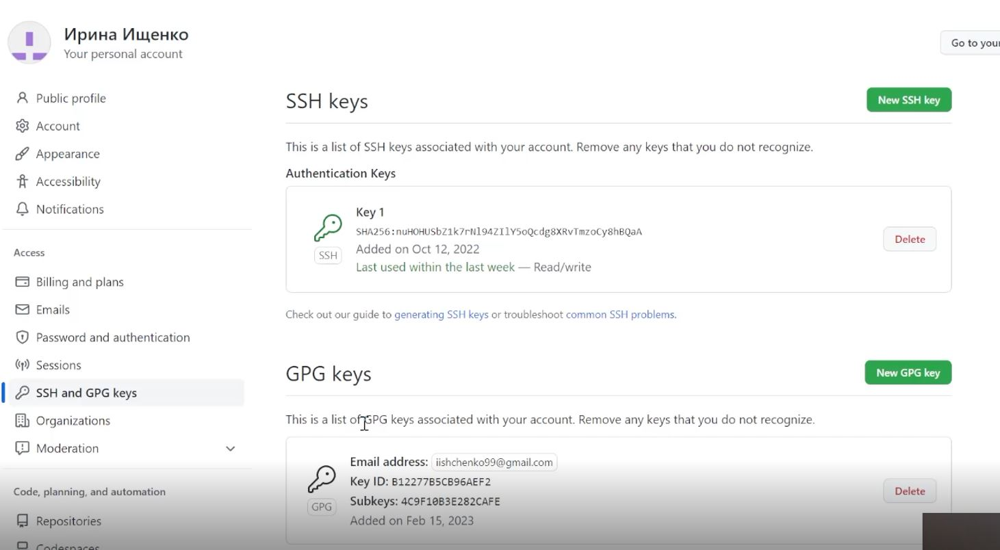 Ирина Ищенко
Your personal account
Go to your
Public profile
Account
Appearance
Accessibility
Notifications
Access
Billing and plans
Emails
Password and authentication
Sessions
SSH and GPG keys
Organizations
Moderation
Code, planning, and automation
Repositories
Codespaces
SSH keys
New SSH key
This is a list of SSH keys associated with your account. Remove any keys that you do not recognize.
Authentication Keys
Key 1
SHA256:nuHOHUSbZ1k7rNl94ZIlY5oQcdg8XRvTmzoCy8hBQaA
Added on Oct 12, 2022
Last used within the last week — Read/write
SSH
Delete
Check out our guide to generating SSH keys or troubleshoot common SSH problems.
GPG keys
New GPG key
This is a list of GPG keys associated with your account. Remove any keys that you do not recognize.
Email address: iishchenko99@gmail.com
Key ID: B12277B5CB96AEF2
Subkeys: 4C9F10B3E282CAFE
Added on Feb 15, 2023
GPG
Delete